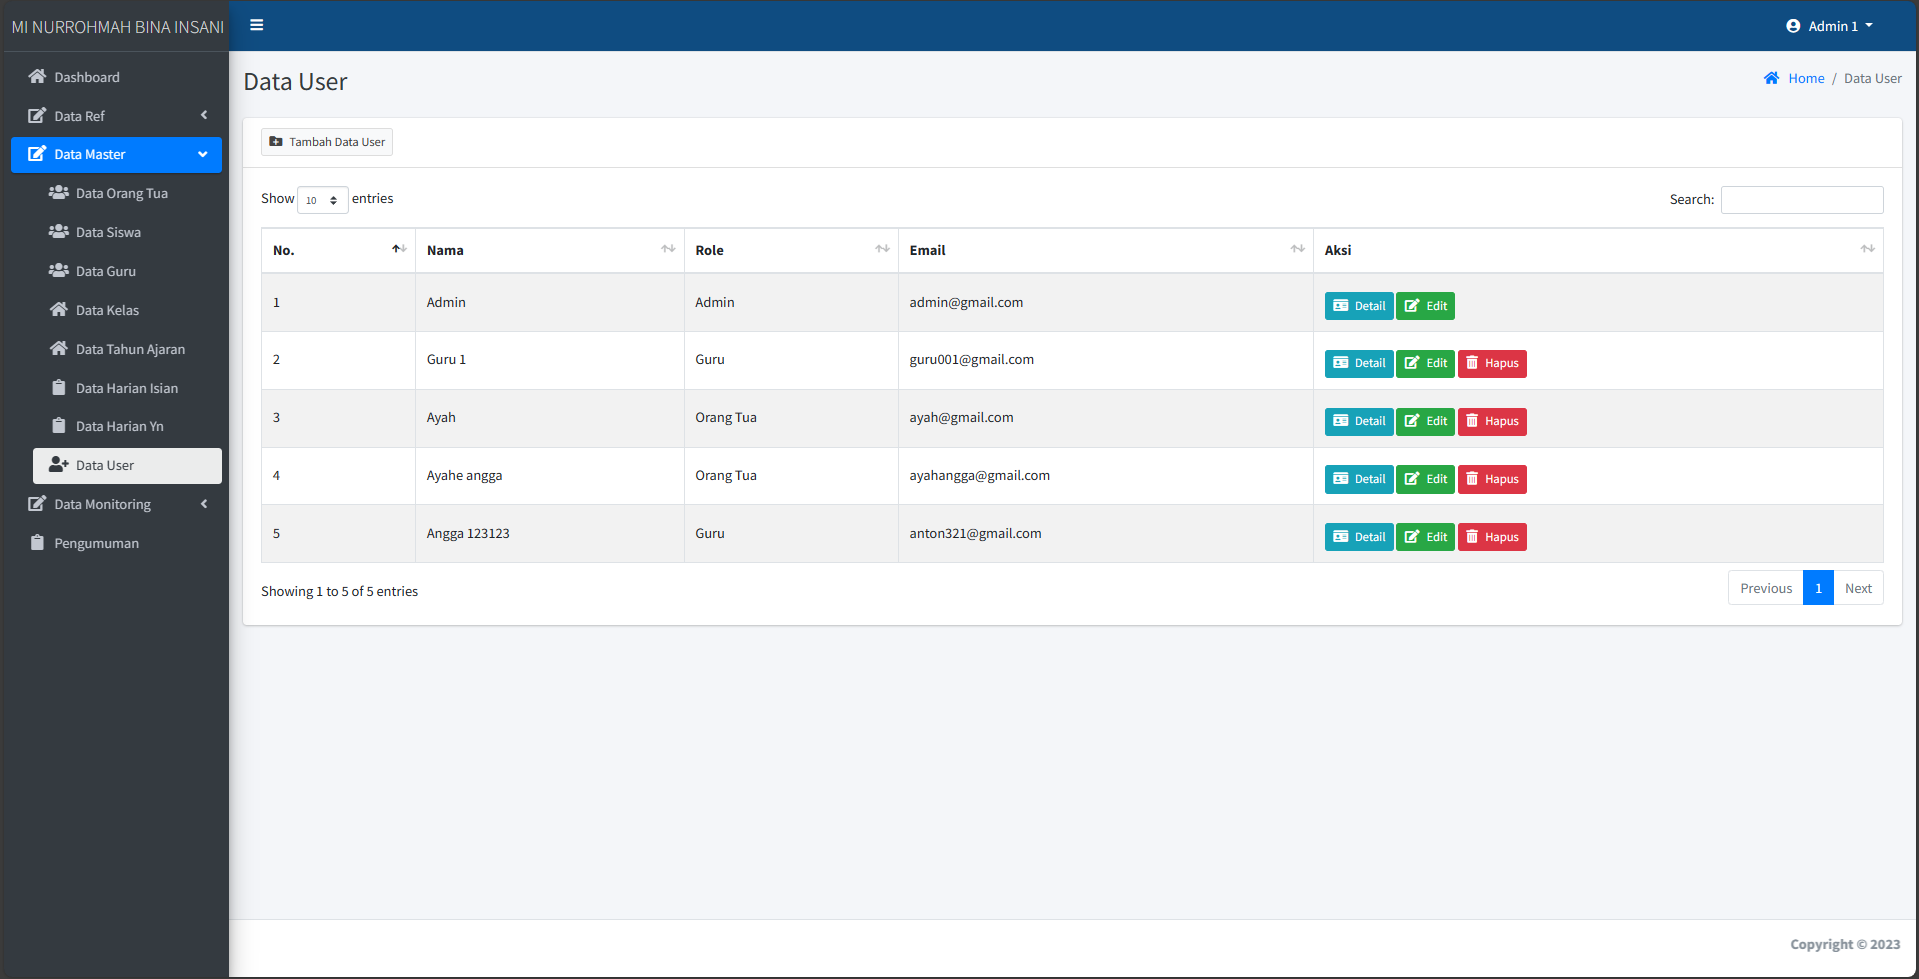 MI NURROHMAH BINA INSANI
Admin 1
Dashboard
Data Ref
Data Master
Data Orang Tua
Data Siswa
Data Guru
Data Kelas
Data Tahun Ajaran
Data Harian Isian
Data Harian Yn
Data User
Data Monitoring
Pengumuman
Data User
Home / Data User
Tambah Data User
Show 10 entries
Search:
No. Nama Role Email Aksi
1 Admin Admin admin@gmail.com Detail Edit
2 Guru 1 Guru guru001@gmail.com Detail Edit Hapus
3 Ayah Orang Tua ayah@gmail.com Detail Edit Hapus
4 Ayahe angga Orang Tua ayahangga@gmail.com Detail Edit Hapus
5 Angga 123123 Guru anton321@gmail.com Detail Edit Hapus
Showing 1 to 5 of 5 entries
Previous 1 Next
Copyright © 2023